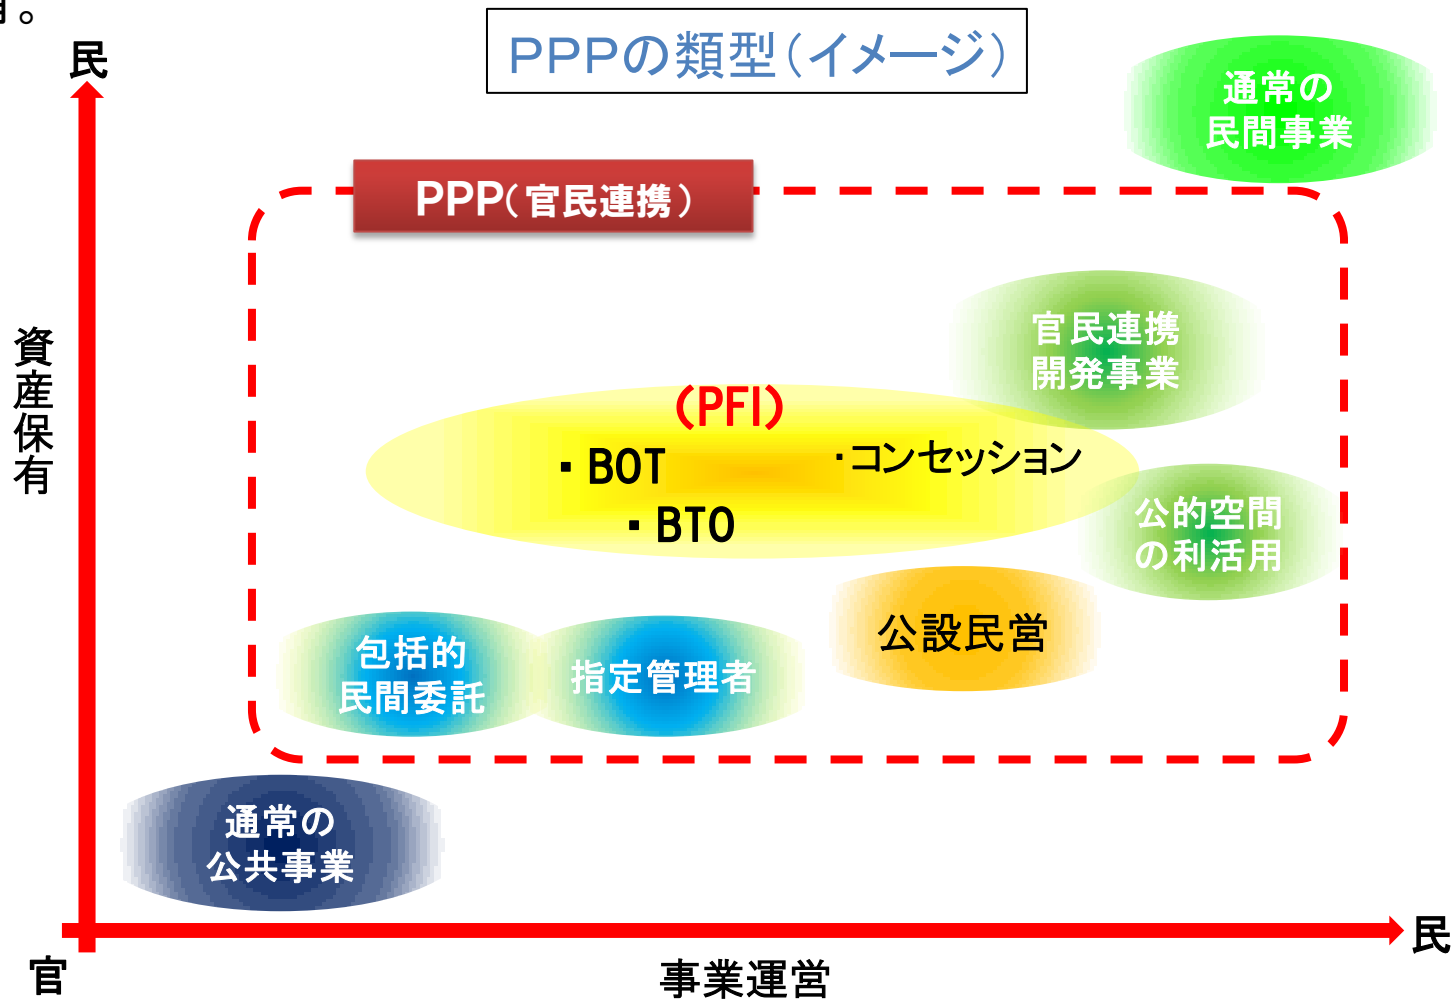 。
PPPの類型(イメージ)
民
通常の
民間事業
PPP(官民連携)
官民連携
開発事業
資産保有
(PFI)
・BOT
・コンセッション
・BTO
公的空間
の利活用
公設民営
包括的
民間委託
指定管理者
通常の
公共事業
民
官
事業運営